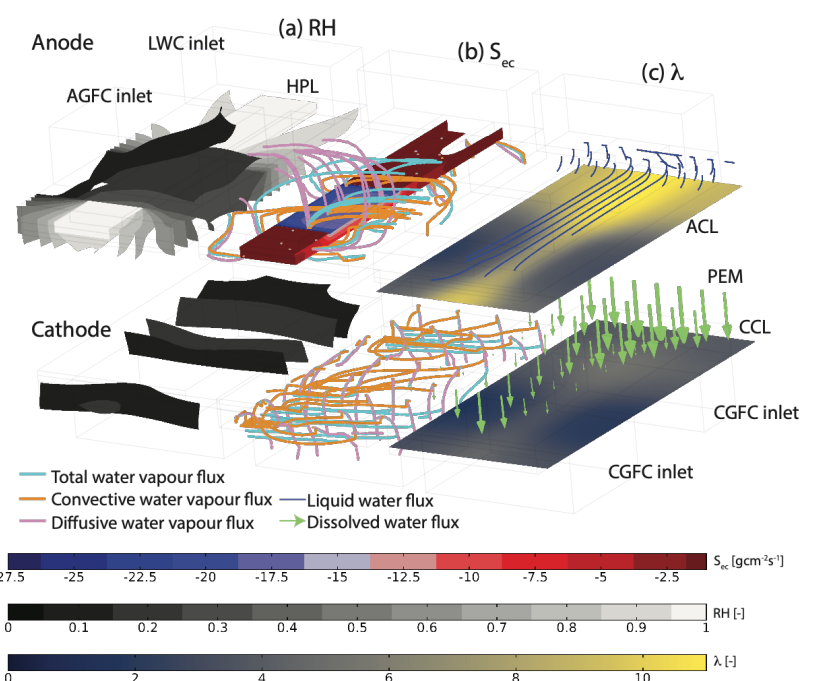 (a) RH
Anode
LWC inlet
(b) Sec
(c) λ
AGFC inlet
HPL
ACL
PEM
Cathode
CCL
CGFC inlet
CGFC inlet
Total water vapour flux
Convective water vapour flux
Liquid water flux
Diffusive water vapour flux
Dissolved water flux
Sec [gcm-2s-1]
27.5 -25 -22.5 -20 -17.5 -15 -12.5 -10 -7.5 -5 -2.5
RH [-]
0 0.1 0.2 0.3 0.4 0.5 0.6 0.7 0.8 0.9 1
λ [-]
0 2 4 6 8 10